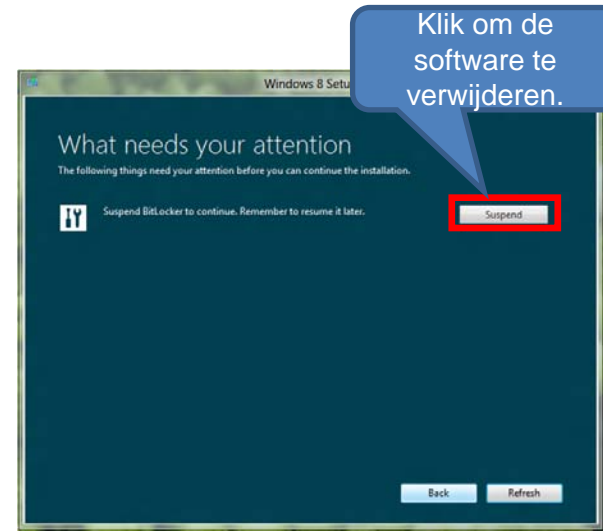 Klik om de
software te
verwijderen.
Windows 8 Setu
What needs your attention
The following things need your attention before you can continue the installation.
Suspend BitLocker to continue. Remember to resume it later.
Suspend
Back
Refresh